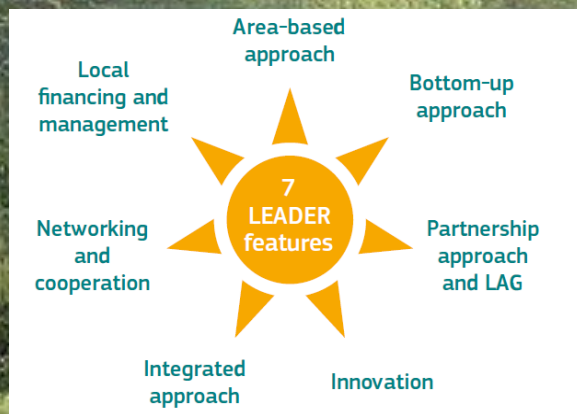 Area-based
approach
Bottom-up
approach
Partnership
approach
and LAG
Innovation
Integrated
approach
Networking
and
cooperation
Local
financing and
management
7
LEADER
features